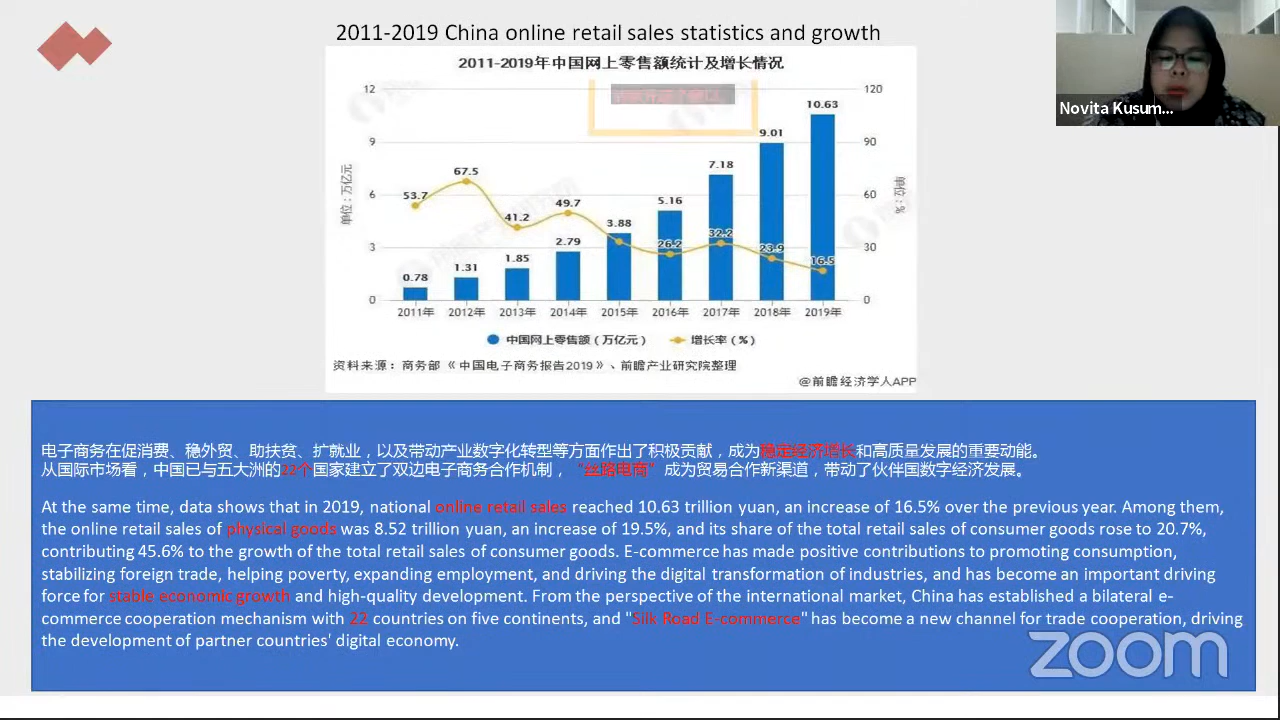 2011-2019 China online retail sales statistics and growth
Novita Kusum...
2011-2019年中国网上零售额统计及增长情况
12 120
10.63
9 9.01 90
7.18
67.5
单位：万亿元
单位：%
6 53.7 60
49.7 5.16
41.2
3.88
3 2.79 26.2 32.2 23.9 30
1.85
1.31
0.78 16.5
0 0
2011年 2012年 2013年 2014年 2015年 2016年 2017年 2018年 2019年
中国网上零售额（万亿元） 增长率（%）
资料来源：商务部《中国电子商务报告2019》、前瞻产业研究院整理
@前瞻经济学人APP
电子商务在促消费、稳外贸、助扶贫、扩就业，以及带动产业数字化转型等方面作出了积极贡献，成为稳定经济增长和高质量发展的重要动能。
从国际市场看，中国已与五大洲的22个国家建立了双边电子商务合作机制，“丝路电商”成为贸易合作新渠道，带动了伙伴国数字经济发展。
At the same time, data shows that in 2019, national online retail sales reached 10.63 trillion yuan, an increase of 16.5% over the previous year. Among them,
the online retail sales of physical goods was 8.52 trillion yuan, an increase of 19.5%, and its share of the total retail sales of consumer goods rose to 20.7%,
contributing 45.6% to the growth of the total retail sales of consumer goods. E-commerce has made positive contributions to promoting consumption,
stabilizing foreign trade, helping poverty, expanding employment, and driving the digital transformation of industries, and has become an important driving
force for stable economic growth and high-quality development. From the perspective of the international market, China has established a bilateral e-
commerce cooperation mechanism with 22 countries on five continents, and "Silk Road E-commerce" has become a new channel for trade cooperation, driving
the development of partner countries' digital economy.
zoom